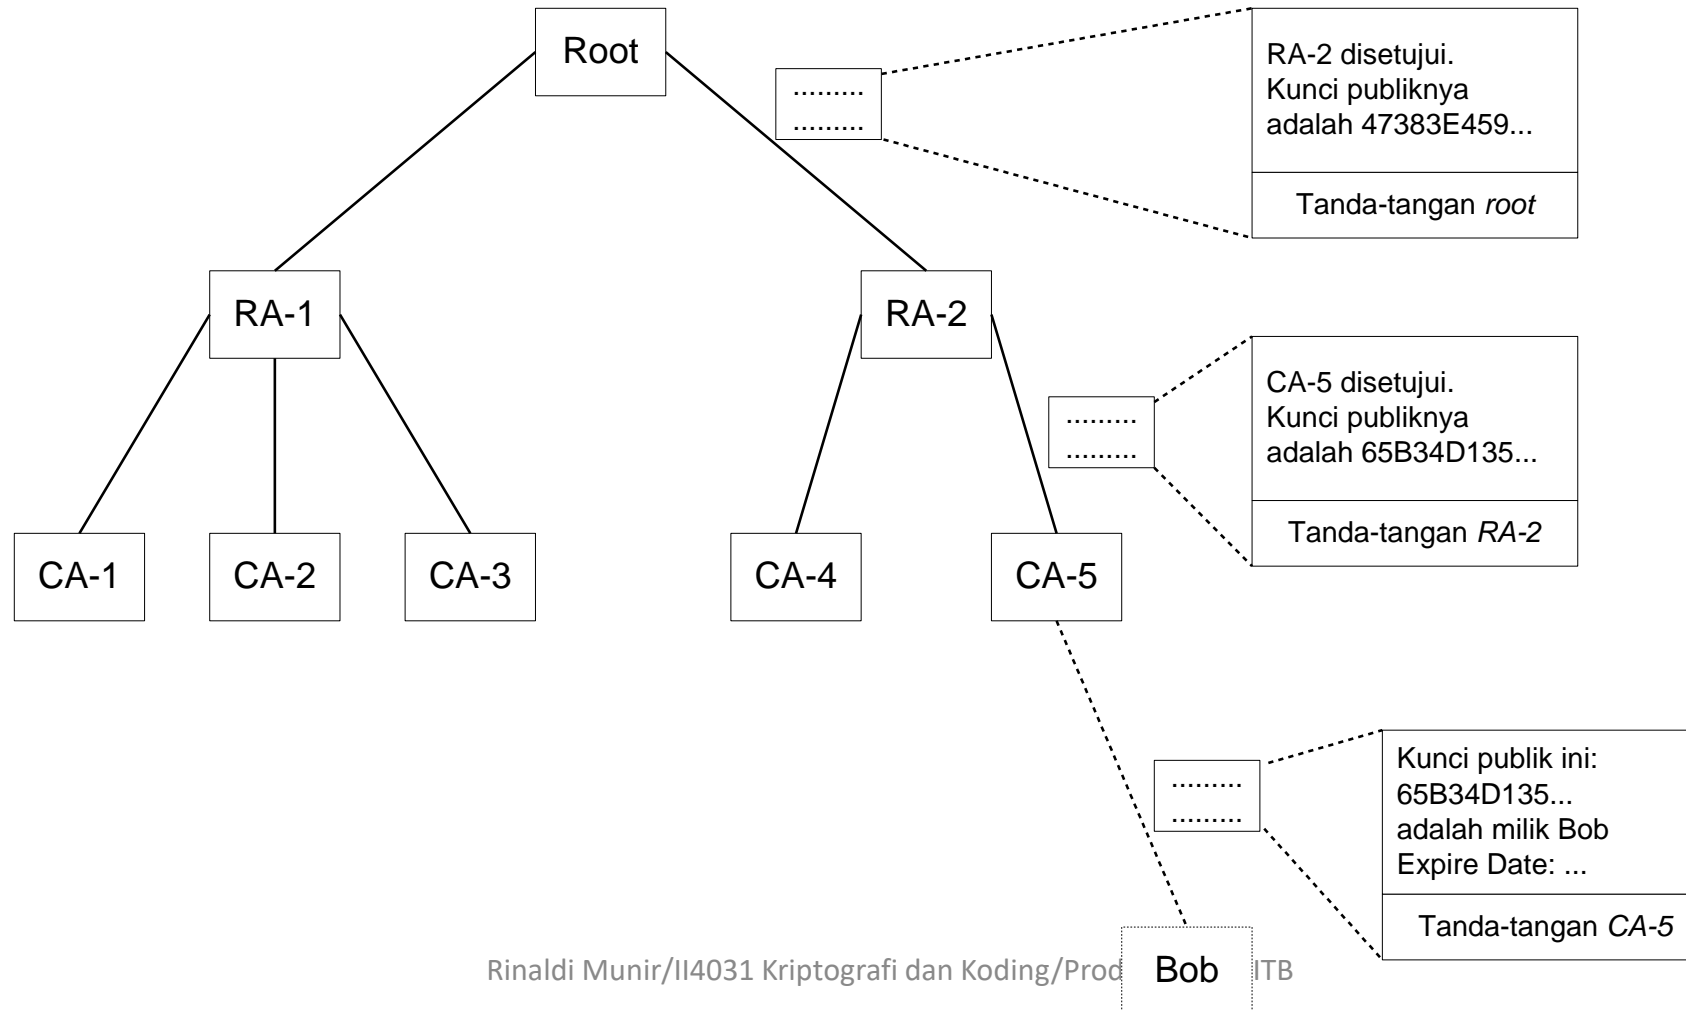 Root
.........
.........
RA-2 disetujui.
Kunci publiknya
adalah 47383E459...
Tanda-tangan root
RA-1
RA-2
.........
.........
CA-5 disetujui.
Kunci publiknya
adalah 65B34D135...
Tanda-tangan RA-2
CA-1
CA-2
CA-3
CA-4
CA-5
.........
.........
Kunci publik ini:
65B34D135...
adalah milik Bob
Expire Date: ...
Tanda-tangan CA-5
Bob
Rinaldi Munir/II4031 Kriptografi dan Koding/Prod ITB